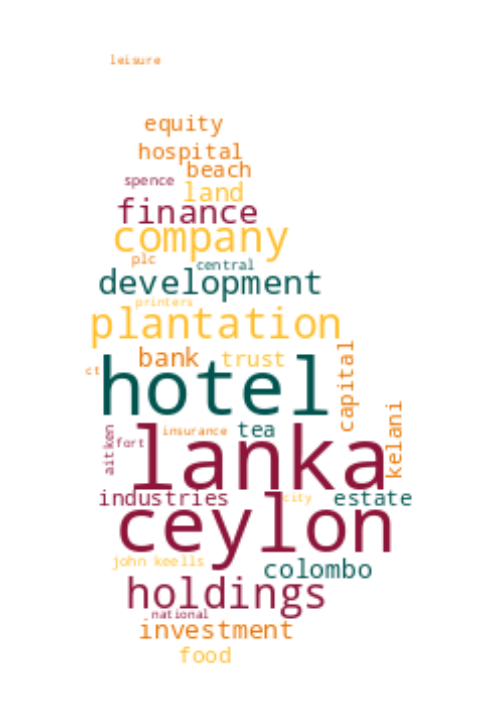 leisure
equity
hospital
beach
spence
land
finance
company
plc
central
development
printers
plantation
bank
trust
capital
ct
hotel
kelani
aitken
fort
insurance
tea
lanka
industries
city
estate
ceylon
john keells
colombo
holdings
national
investment
food